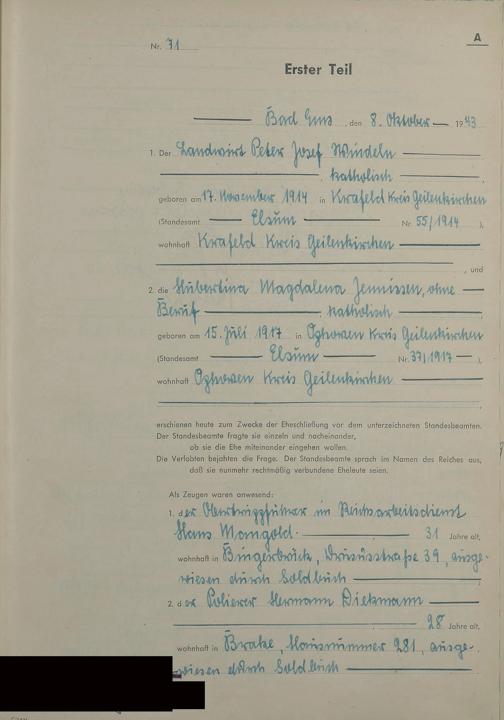 Nr. 71
A
Erster Teil
Bad Ems, den 8. Oktober 1943
1. Der Landwirt Peter Josef Windeln
katholisch
geboren am 17. November 1914 in Krafeld Kreis Geilenkirchen
(Standesamt Elsum Nr. 55/1914 ),
wohnhaft Krafeld Kreis Geilenkirchen
, und
2. die Hubertina Magdalena Jennissen, ohne
Beruf, katholisch
geboren am 15. Juli 1917 in Ophoven Kreis Geilenkirchen
(Standesamt Elsum Nr. 37/1917 ),
wohnhaft Ophoven Kreis Geilenkirchen
erschienen heute zum Zwecke der Eheschließung vor dem unterzeichneten Standesbeamten.
Der Standesbeamte fragte sie einzeln und nacheinander,
ob sie die Ehe miteinander eingehen wollen.
Die Verlobten bejahten die Frage. Der Standesbeamte sprach im Namen des Reiches aus,
daß sie nunmehr rechtmäßig verbundene Eheleute seien.
Als Zeugen waren anwesend:
1. der Obertruppführer im Reichsarbeitsdienst
Hans Mangold 31 Jahre alt,
wohnhaft in Bingerbrück, Drususstraße 39, ausge-
wiesen durch Soldbuch
2. der Polierer Hermann Diekmann
28 Jahre alt,
wohnhaft in Brake, Hausnummer 281, ausge-
wiesen durch Soldbuch